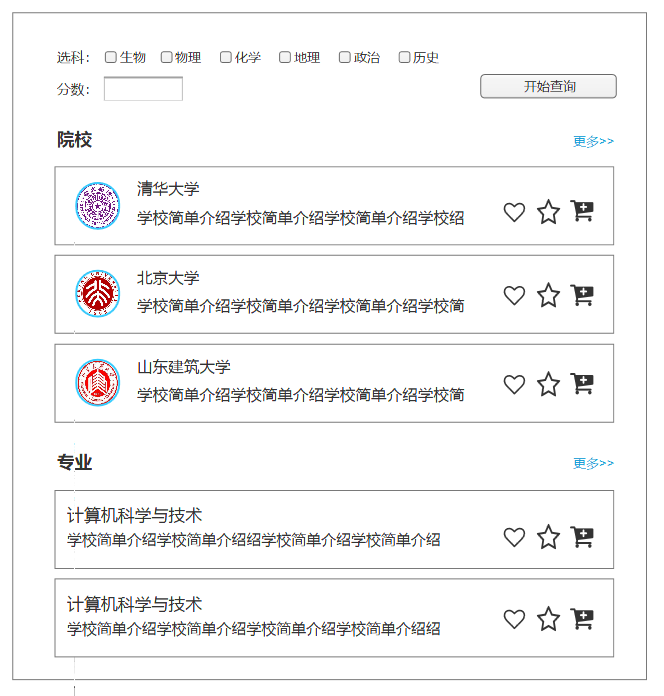 选科： 生物 物理 化学 地理 政治 历史
分数：
开始查询
院校 更多>>
清华大学
学校简单介绍学校简单介绍学校简单介绍学校绍
北京大学
学校简单介绍学校简单介绍学校简单介绍学校简
山东建筑大学
学校简单介绍学校简单介绍学校简单介绍学校简
专业 更多>>
计算机科学与技术
学校简单介绍学校简单介绍绍学校简单介绍学校简单介绍
计算机科学与技术
学校简单介绍学校简单介绍学校简单介绍学校简单介绍绍